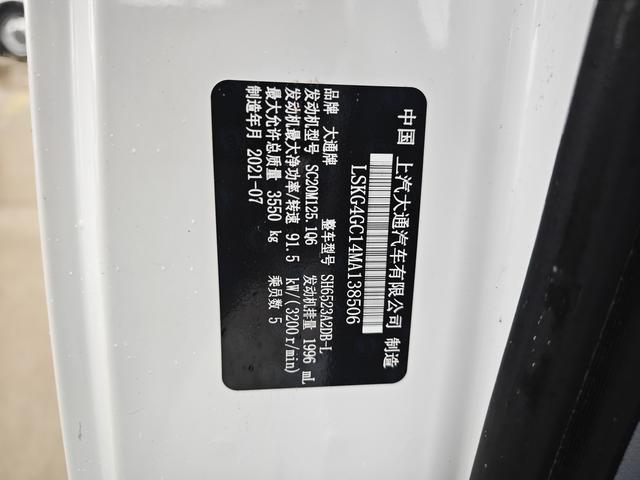 中国 上汽大通汽车有限公司 制造
LSKG4GC14MA138506
品牌 大通牌 整车型号 SH6523A2DB-L
发动机型号 SC20M125.1Q6 发动机排量 1996 mL
发动机最大净功率/转速 91.5 kW/(3200r/min)
最大允许总质量 3550 kg 乘员数 5
制造年月 2021-07